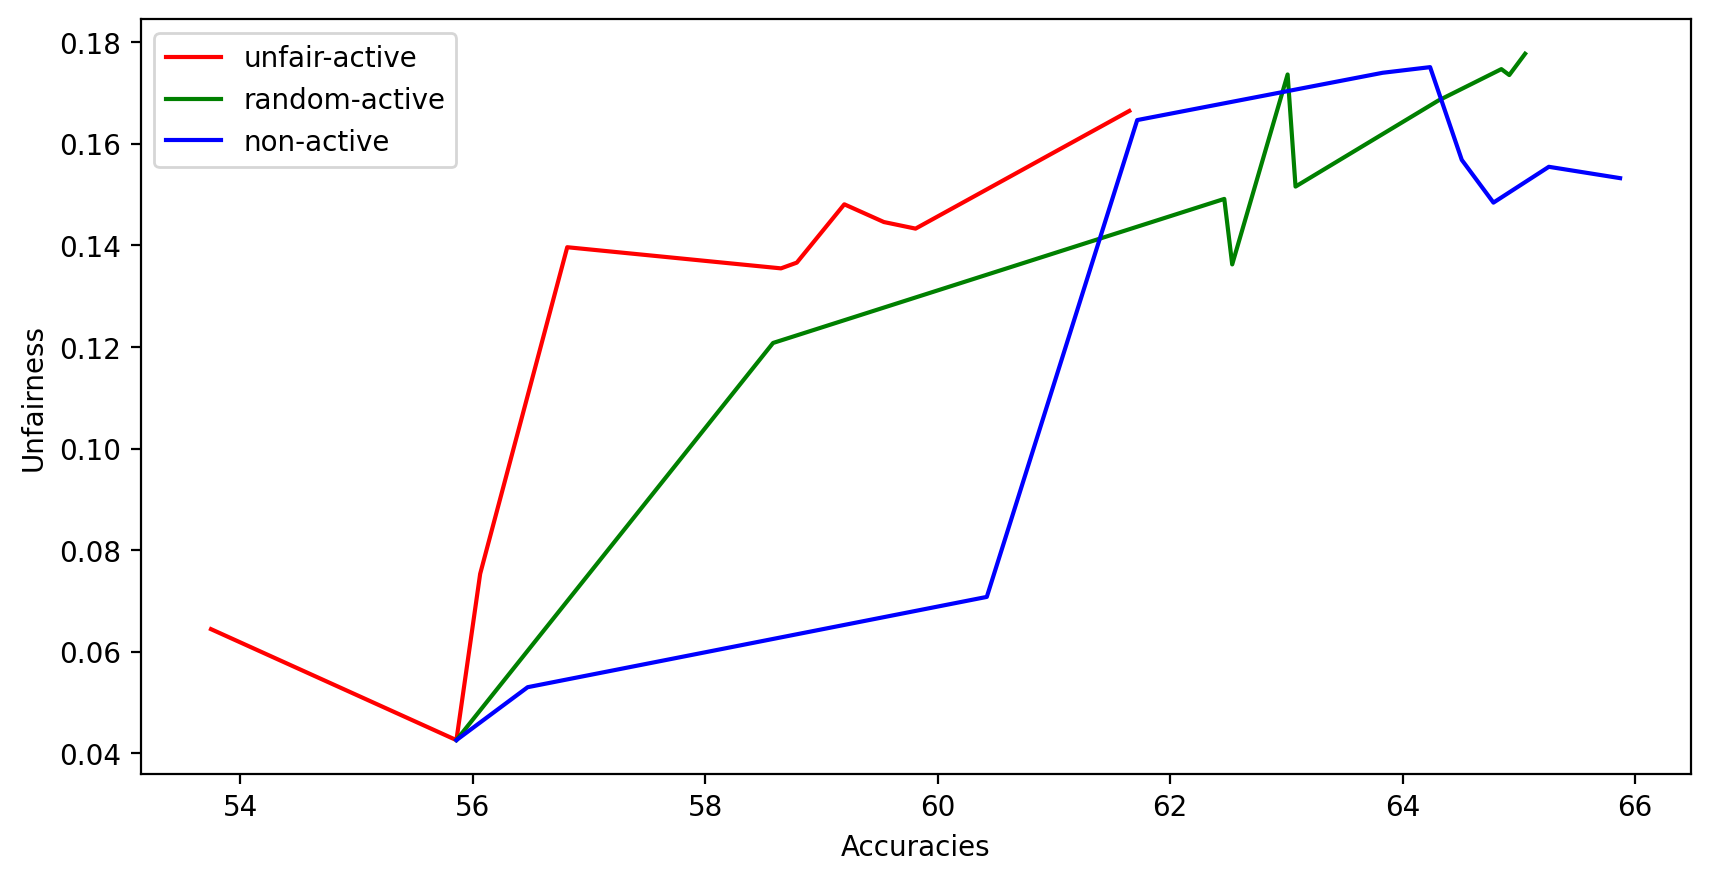 unfair-active
random-active
non-active
Unfairness
0.18
0.16
0.14
0.12
0.10
0.08
0.06
0.04
54 56 58 60 62 64 66
Accuracies